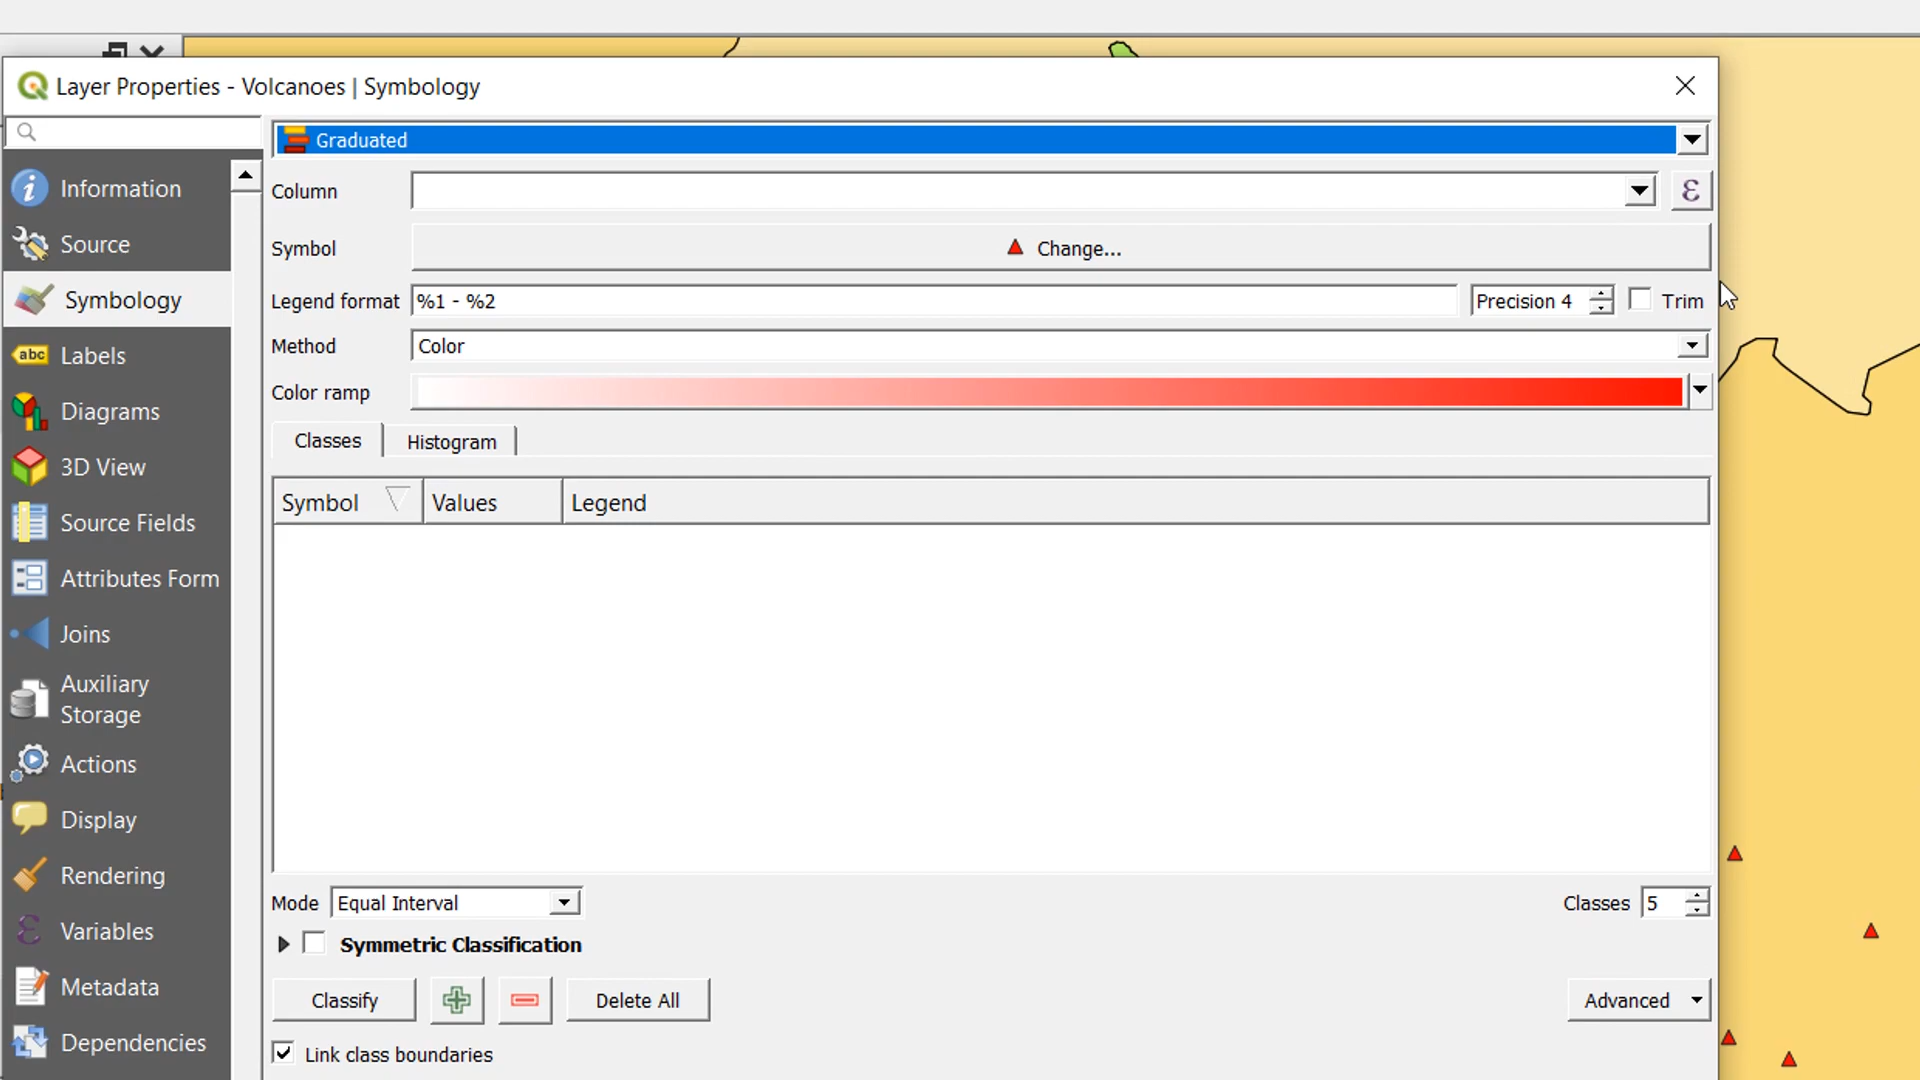 Layer Properties - Volcanoes | Symbology
Graduated
Information
Column
ε
Source
Symbol
Change...
Symbology
Legend format
%1 - %2
Precision 4
Trim
Labels
abc
Method
Color
Color ramp
Diagrams
Classes
Histogram
3D View
Symbol
Values
Legend
Source Fields
Attributes Form
Joins
Auxiliary
Storage
Actions
Display
Rendering
Mode
Equal Interval
Classes
5
Variables
Symmetric Classification
Metadata
Classify
Delete All
Advanced
Dependencies
Link class boundaries